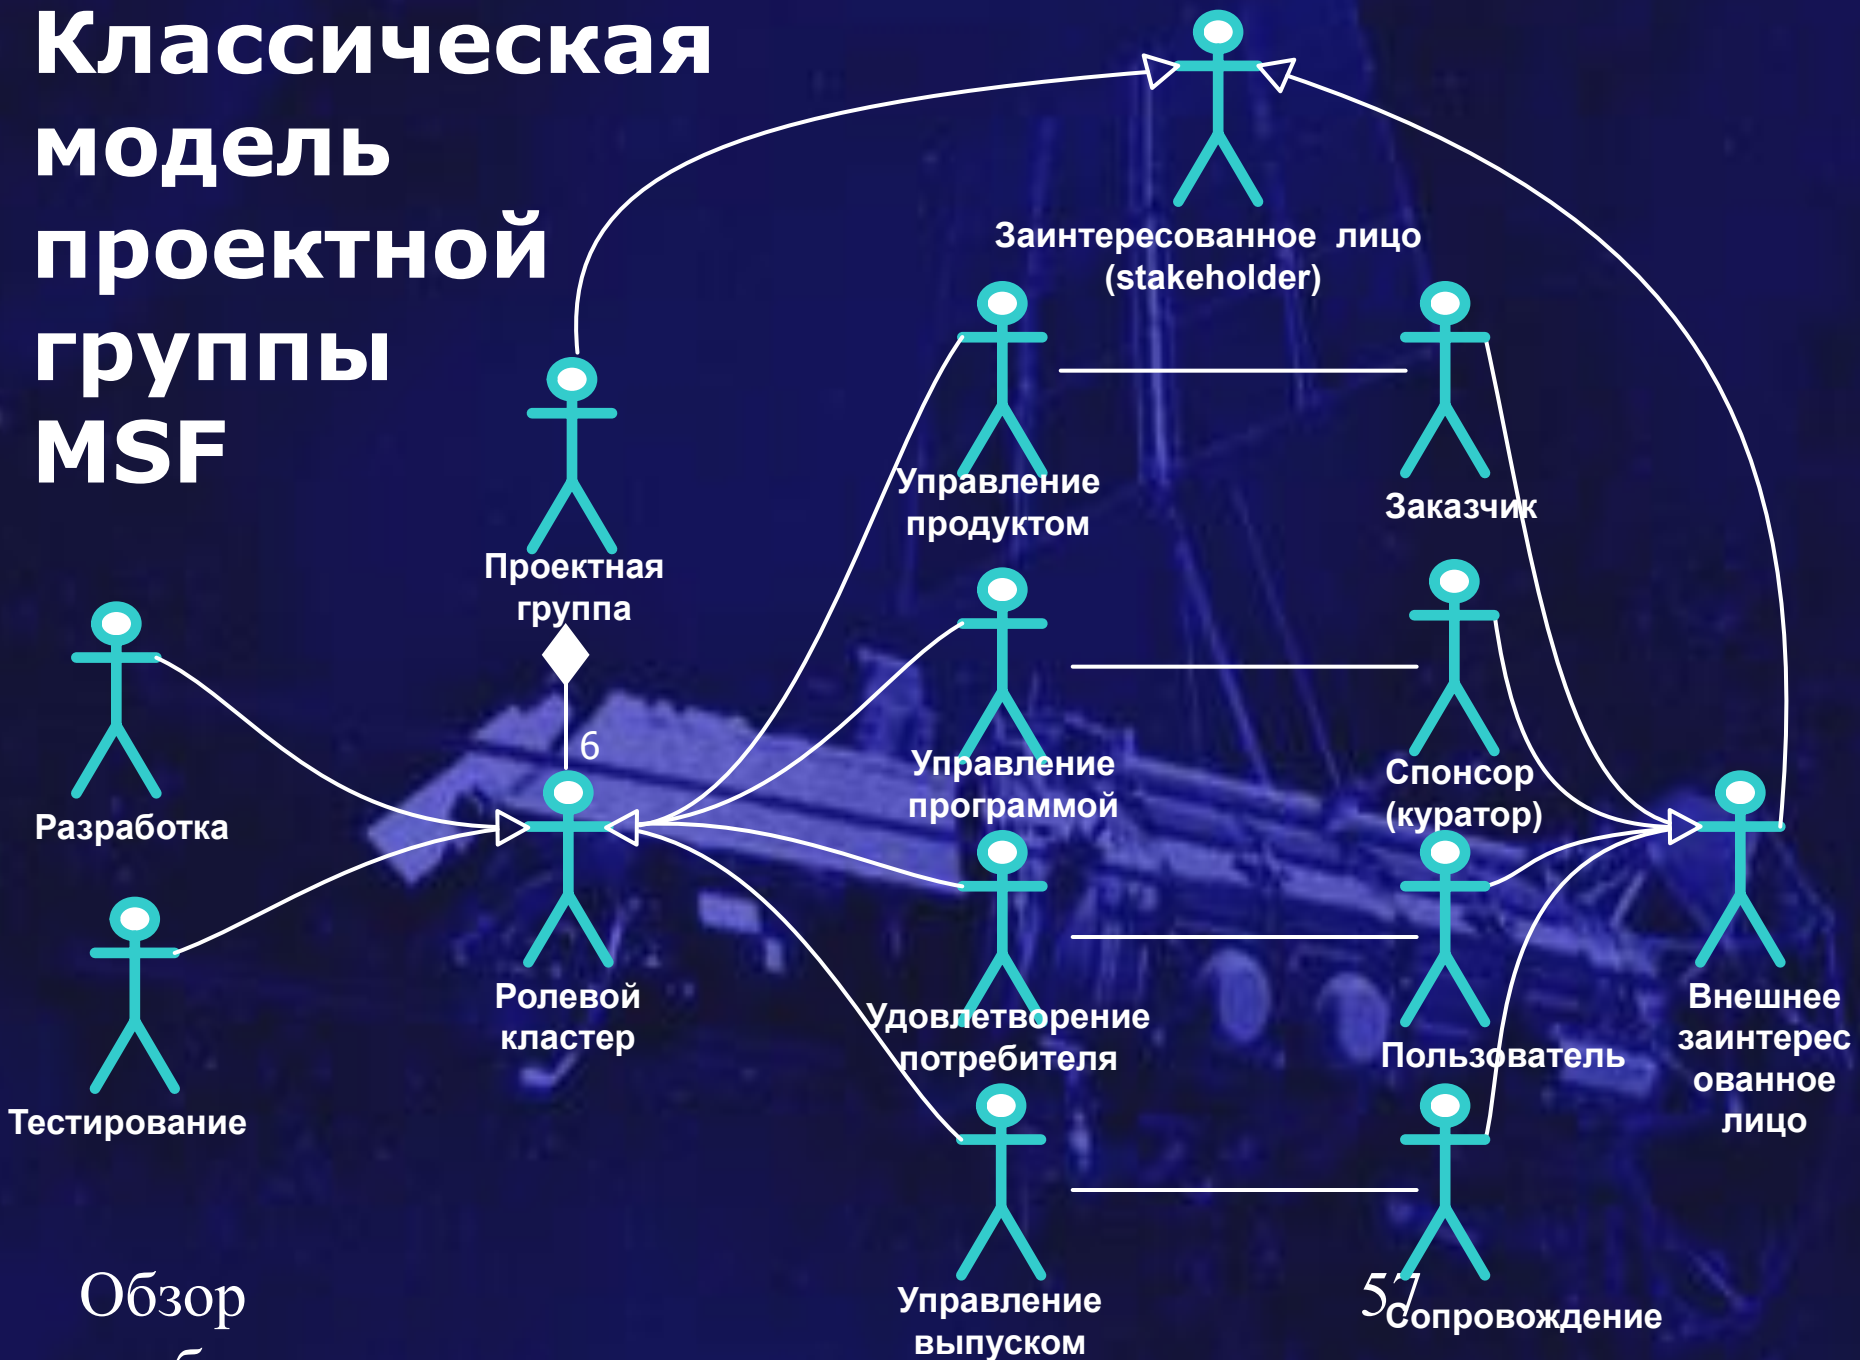 Классическая
модель
проектной
группы
MSF
Заинтересованное лицо
(stakeholder)
Управление
продуктом
Заказчик
Проектная
группа
6
Управление
программой
Спонсор
(куратор)
Разработка
Ролевой
кластер
Удовлетворение
потребителя
Пользователь
Внешнее
заинтерес
ованное
лицо
Тестирование
Управление
выпуском
Сопровождение
Обзор
57